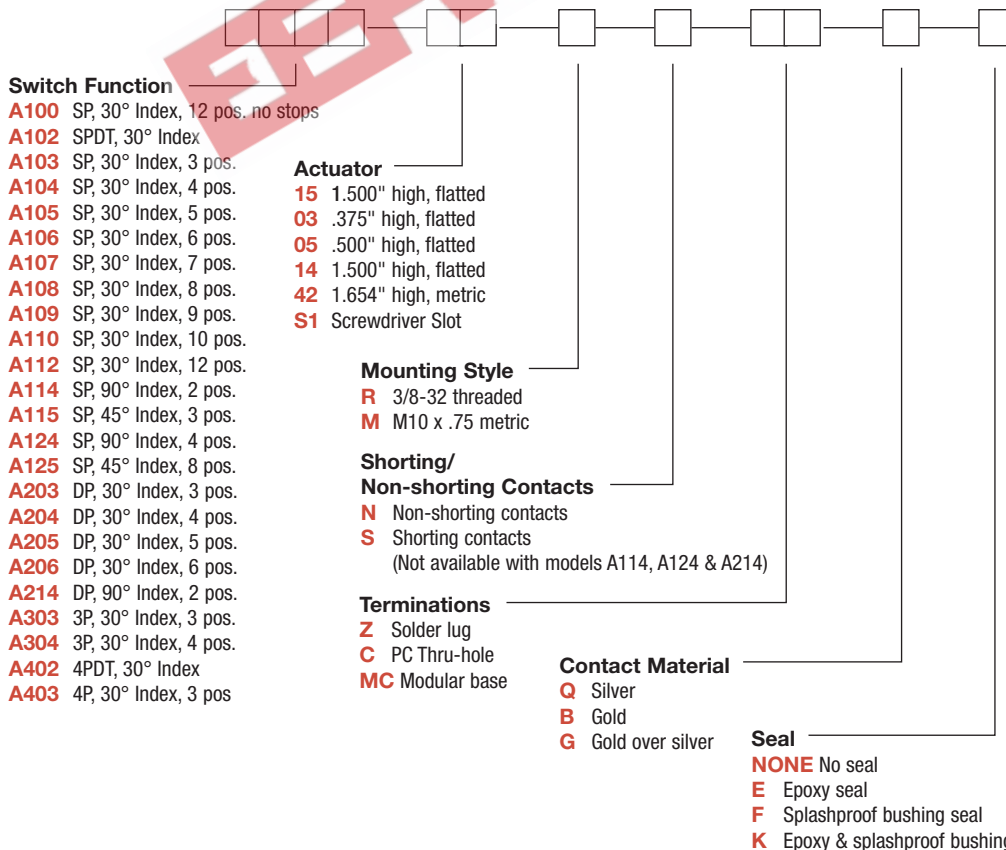 Switch Function
A100 SP, 30° Index, 12 pos. no stops
A102 SPDT, 30° Index
A103 SP, 30° Index, 3 pos.
A104 SP, 30° Index, 4 pos.
A105 SP, 30° Index, 5 pos.
A106 SP, 30° Index, 6 pos.
A107 SP, 30° Index, 7 pos.
A108 SP, 30° Index, 8 pos.
A109 SP, 30° Index, 9 pos.
A110 SP, 30° Index, 10 pos.
A112 SP, 30° Index, 12 pos.
A114 SP, 90° Index, 2 pos.
A115 SP, 45° Index, 3 pos.
A124 SP, 90° Index, 4 pos.
A125 SP, 45° Index, 8 pos.
A203 DP, 30° Index, 3 pos.
A204 DP, 30° Index, 4 pos.
A205 DP, 30° Index, 5 pos.
A206 DP, 30° Index, 6 pos.
A214 DP, 90° Index, 2 pos.
A303 3P, 30° Index, 3 pos.
A304 3P, 30° Index, 4 pos.
A402 4PDT, 30° Index
A403 4P, 30° Index, 3 pos
Actuator
15 1.500" high, flatted
03 .375" high, flatted
05 .500" high, flatted
14 1.500" high, flatted
42 1.654" high, metric
S1 Screwdriver Slot
Mounting Style
R 3/8-32 threaded
M M10 x .75 metric
Shorting/
Non-shorting Contacts
N Non-shorting contacts
S Shorting contacts
(Not available with models A114, A124 & A214)
Terminations
Z Solder lug
C PC Thru-hole
MC Modular base
Contact Material
Q Silver
B Gold
G Gold over silver
Seal
NONE No seal
E Epoxy seal
F Splashproof bushing seal
K Epoxy & splashproof bushing